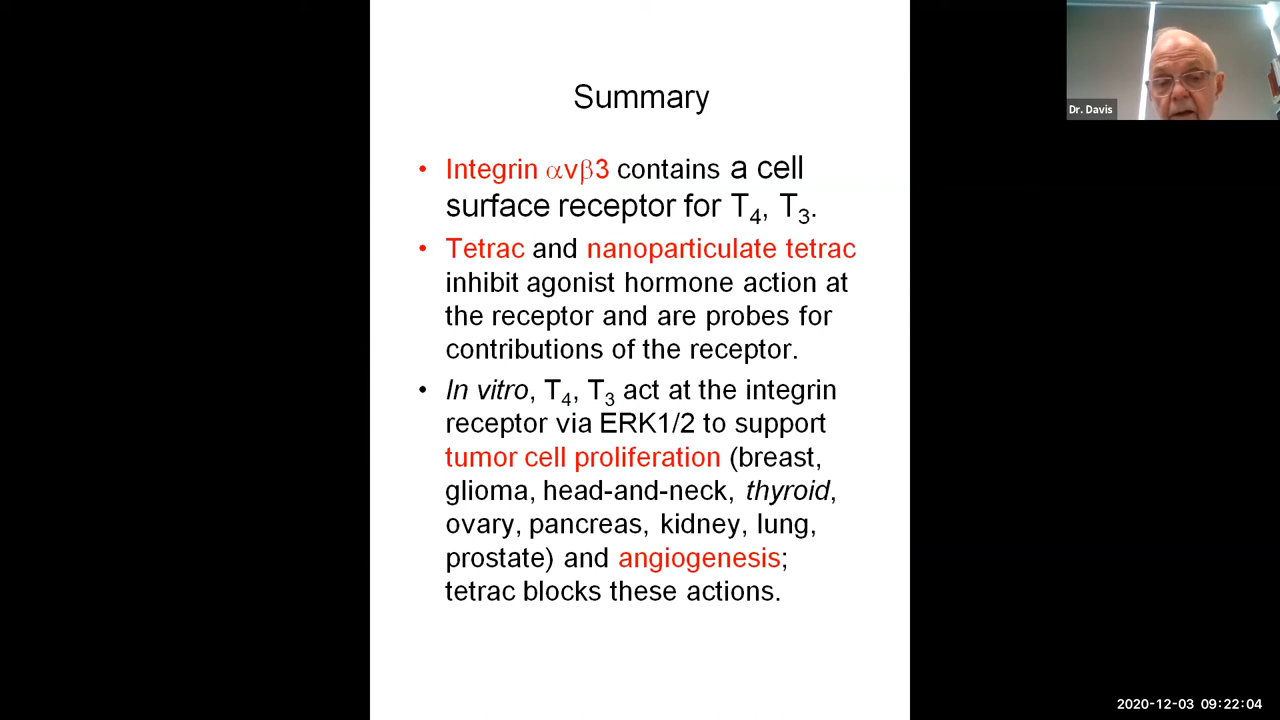 Summary
• Integrin αvβ3 contains a cell
surface receptor for T4, T3.
• Tetrac and nanoparticulate tetrac
inhibit agonist hormone action at
the receptor and are probes for
contributions of the receptor.
• In vitro, T4, T3 act at the integrin
receptor via ERK1/2 to support
tumor cell proliferation (breast,
glioma, head-and-neck, thyroid,
ovary, pancreas, kidney, lung,
prostate) and angiogenesis;
tetrac blocks these actions.
Dr. Davis
2020-12-03 09:22:04